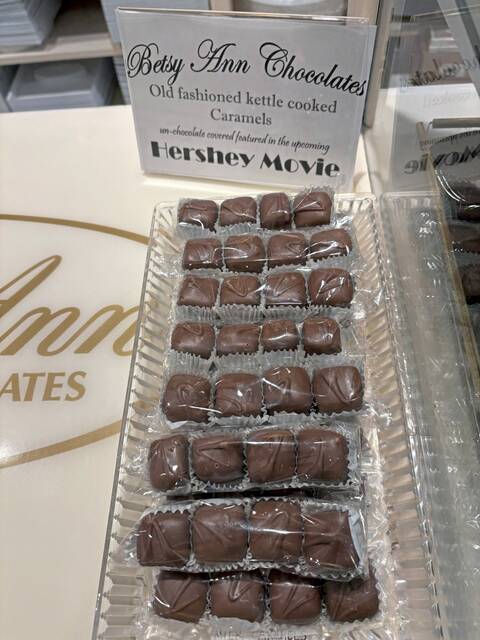 Betsy Ann Chocolates
Old fashioned kettle cooked
Caramels
un-chocolate covered featured in the upcoming
Hershey Movie
Ann
ATES